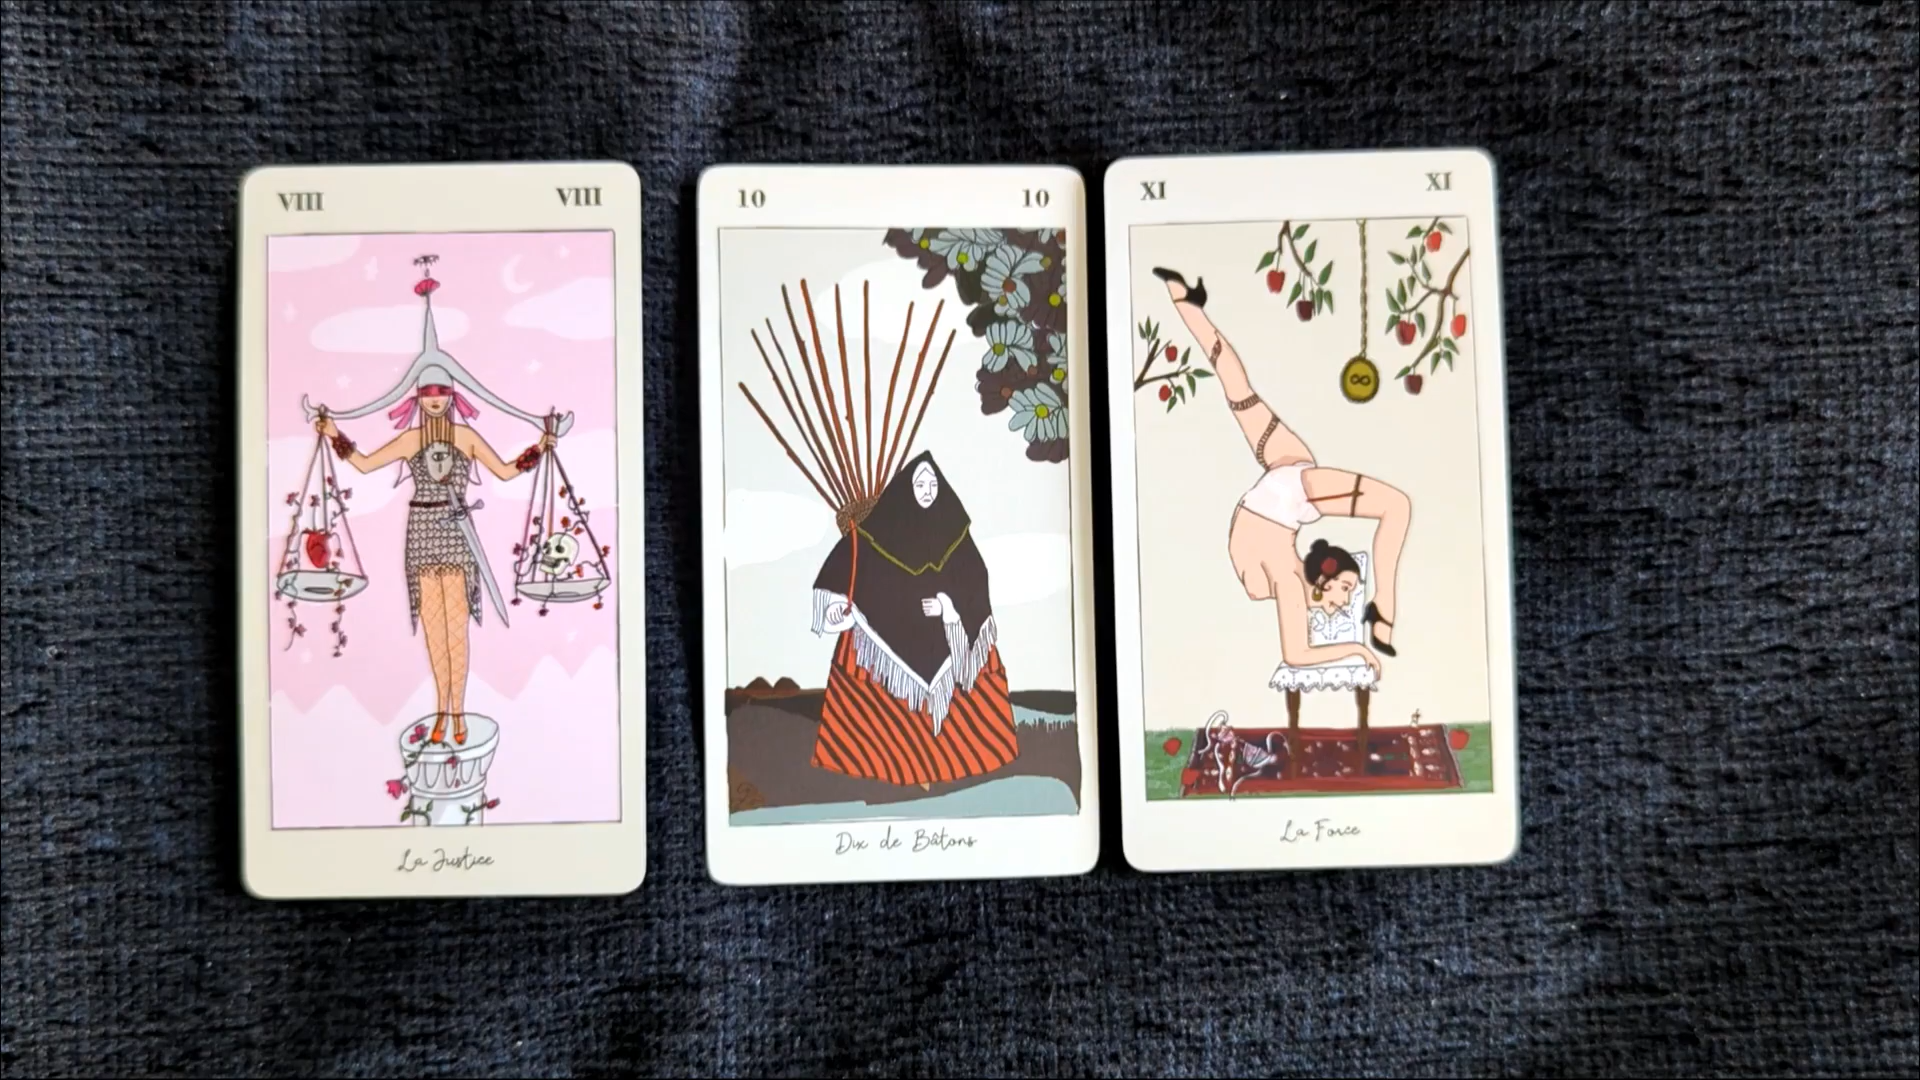 VIII VIII
La Justice
10 10
Dix de Bâtons
XI XI
La Force